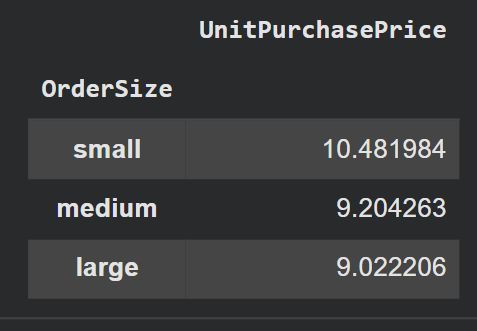 UnitPurchasePrice
OrderSize
small 10.481984
medium 9.204263
large 9.022206